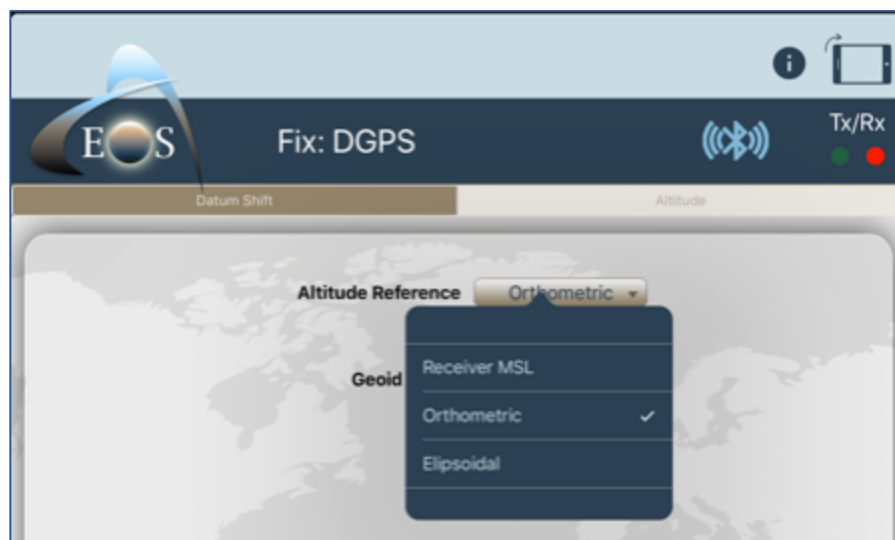 EOS
Fix: DGPS
Tx/Rx
Datum Shift
Altitude
Altitude Reference
Orthometric
Geoid
Receiver MSL
Orthometric
Elipsoidal